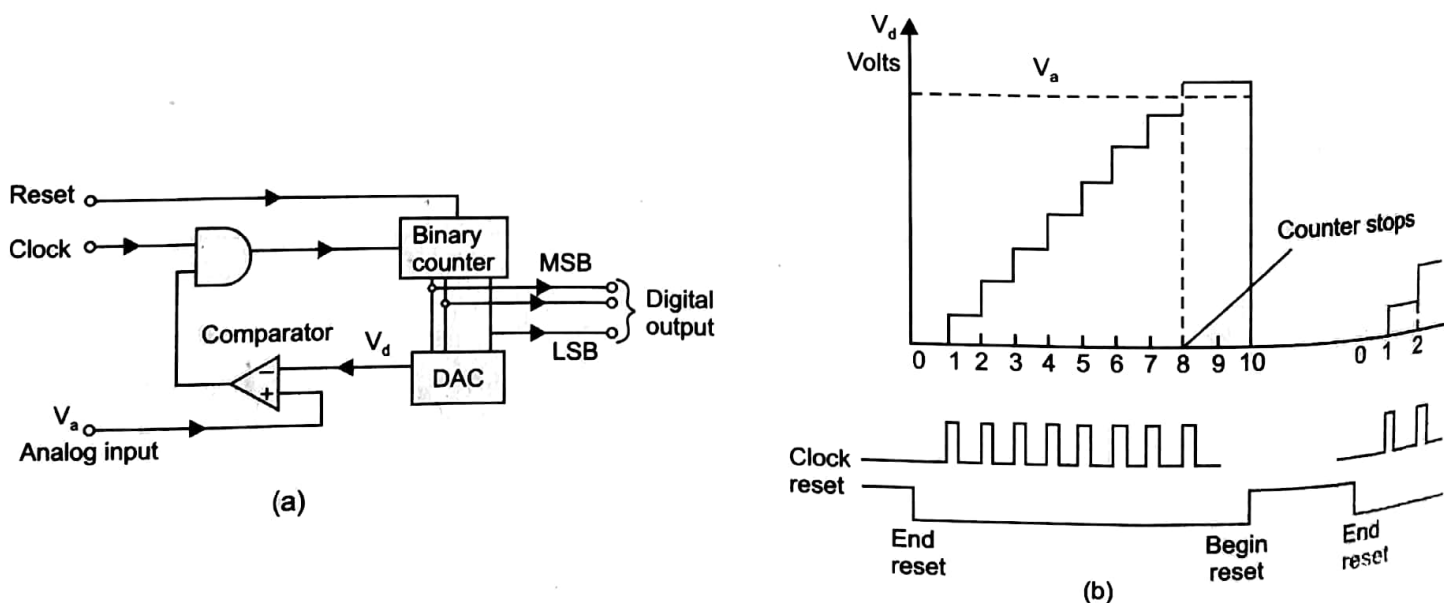 Reset
Clock
Binary
counter
MSB
Digital
output
LSB
Comparator
V_d
DAC
−
+
V_a
Analog input
(a)
V_d
Volts
V_a
Counter stops
0 1 2 3 4 5 6 7 8 9 10 0 1 2
Clock
reset
End
reset
Begin
reset
End
reset
(b)